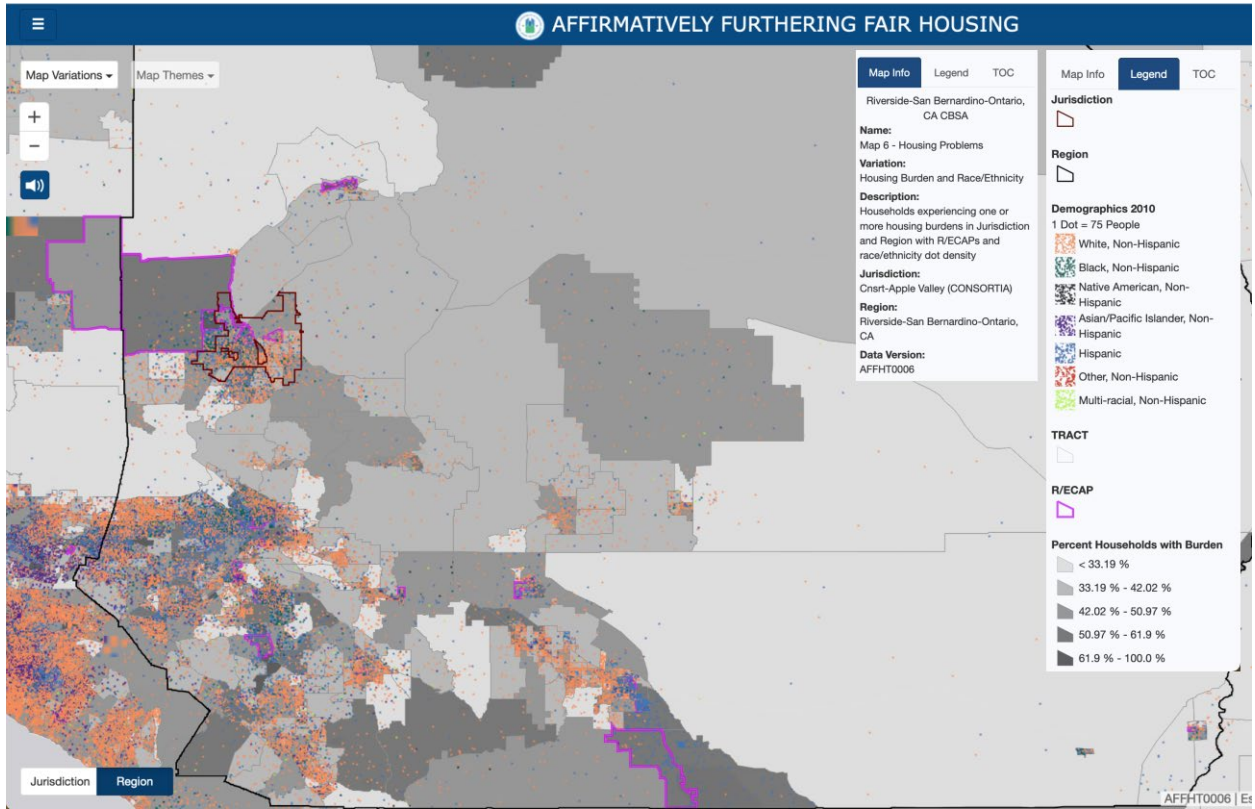 AFFIRMATIVELY FURTHERING FAIR HOUSING
Map Variations
Map Themes
+
−
Map Info Legend TOC
Riverside-San Bernardino-Ontario,
CA CBSA
Name:
Map 6 - Housing Problems
Variation:
Housing Burden and Race/Ethnicity
Description:
Households experiencing one or
more housing burdens in Jurisdiction
and Region with R/ECAPs and
race/ethnicity dot density
Jurisdiction:
Cnsrt-Apple Valley (CONSORTIA)
Region:
Riverside-San Bernardino-Ontario,
CA
Data Version:
AFFHT0006
Map Info Legend TOC
Jurisdiction
Region
Demographics 2010
1 Dot = 75 People
White, Non-Hispanic
Black, Non-Hispanic
Native American, Non-
Hispanic
Asian/Pacific Islander, Non-
Hispanic
Hispanic
Other, Non-Hispanic
Multi-racial, Non-Hispanic
TRACT
R/ECAP
Percent Households with Burden
< 33.19 %
33.19 % - 42.02 %
42.02 % - 50.97 %
50.97 % - 61.9 %
61.9 % - 100.0 %
Jurisdiction Region
AFFHT0006 | Es